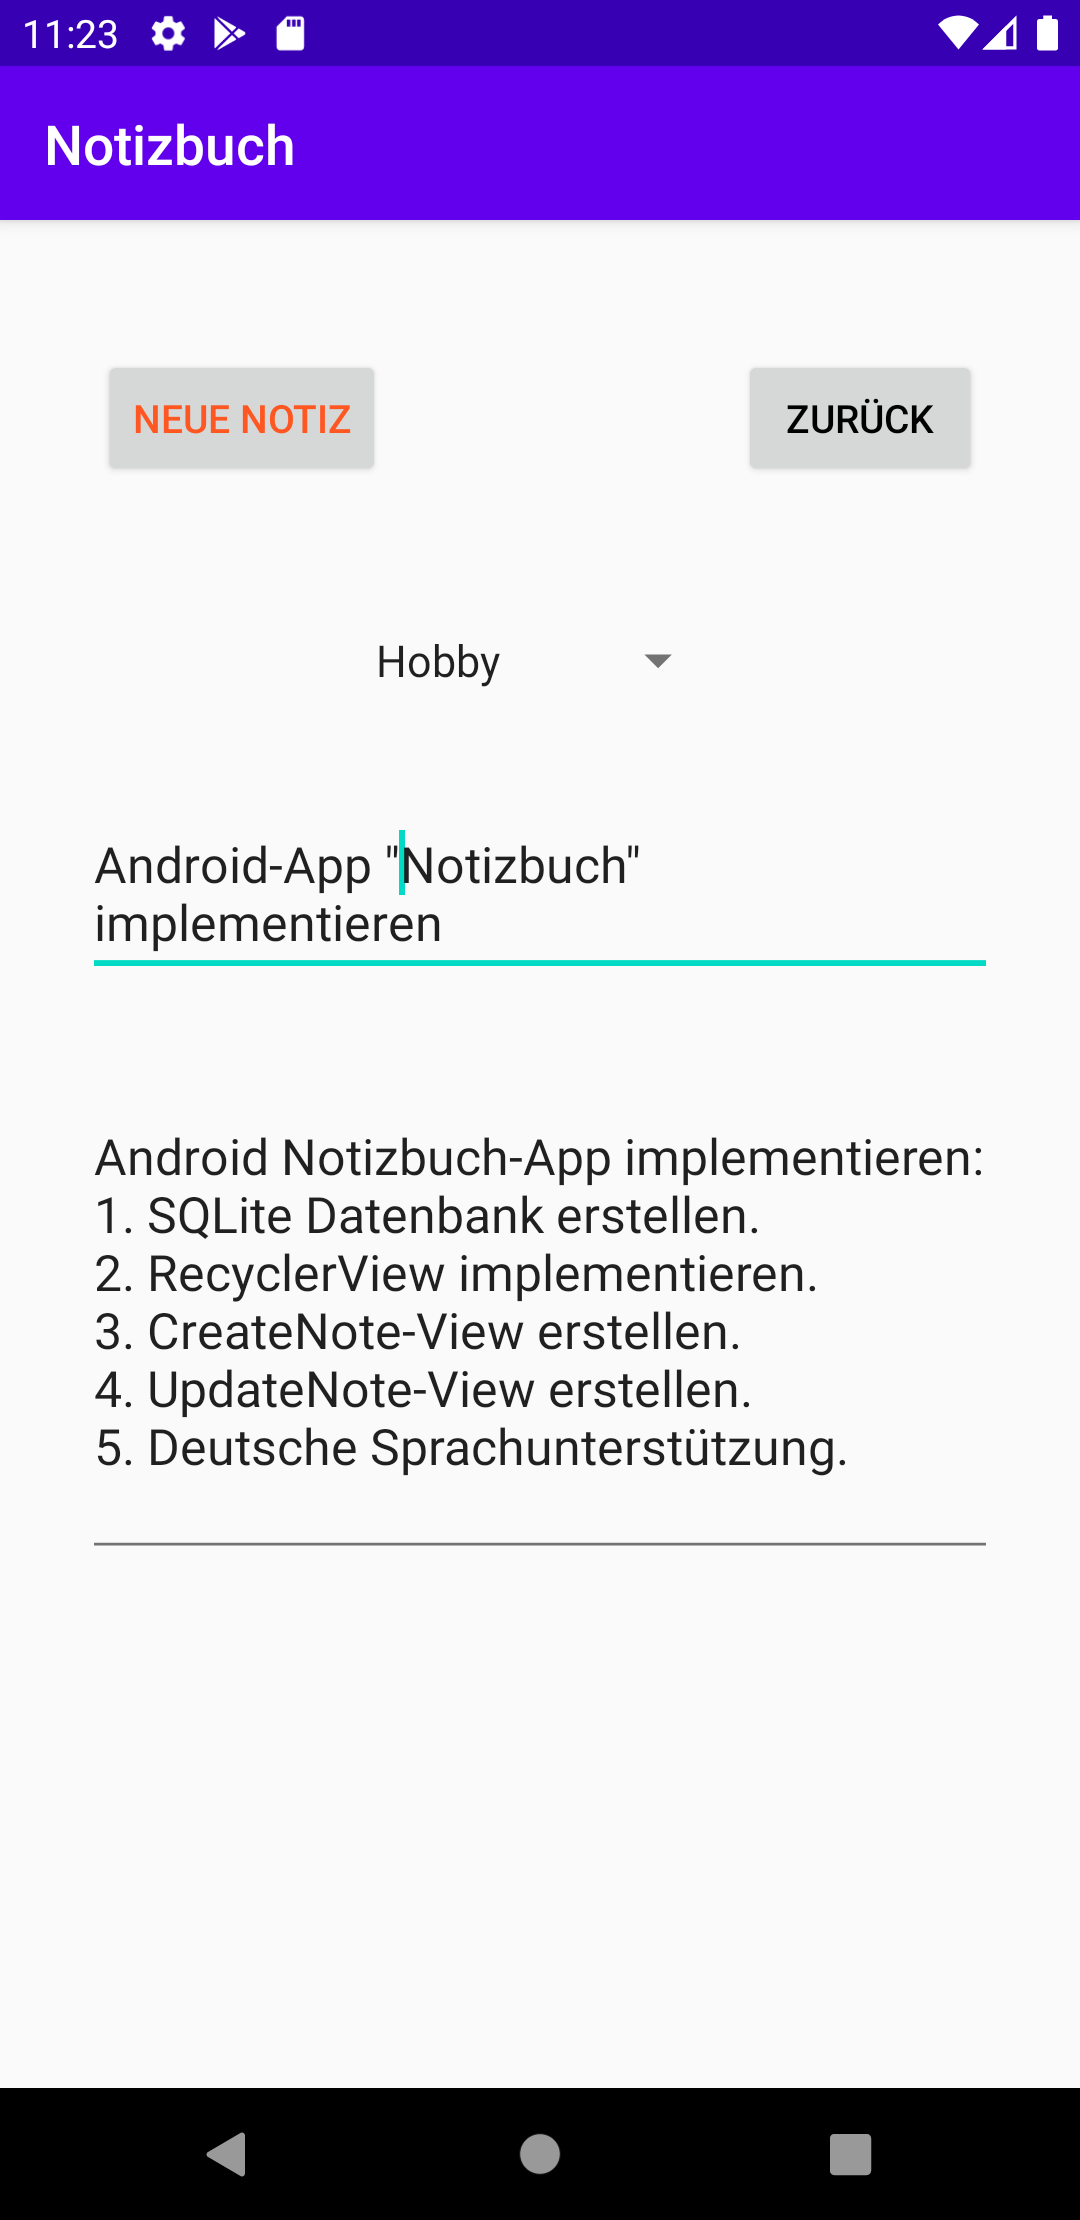 11:23
Notizbuch
NEUE NOTIZ
ZURÜCK
Hobby
Android-App "Notizbuch"
implementieren
Android Notizbuch-App implementieren:
1. SQLite Datenbank erstellen.
2. RecyclerView implementieren.
3. CreateNote-View erstellen.
4. UpdateNote-View erstellen.
5. Deutsche Sprachunterstützung.